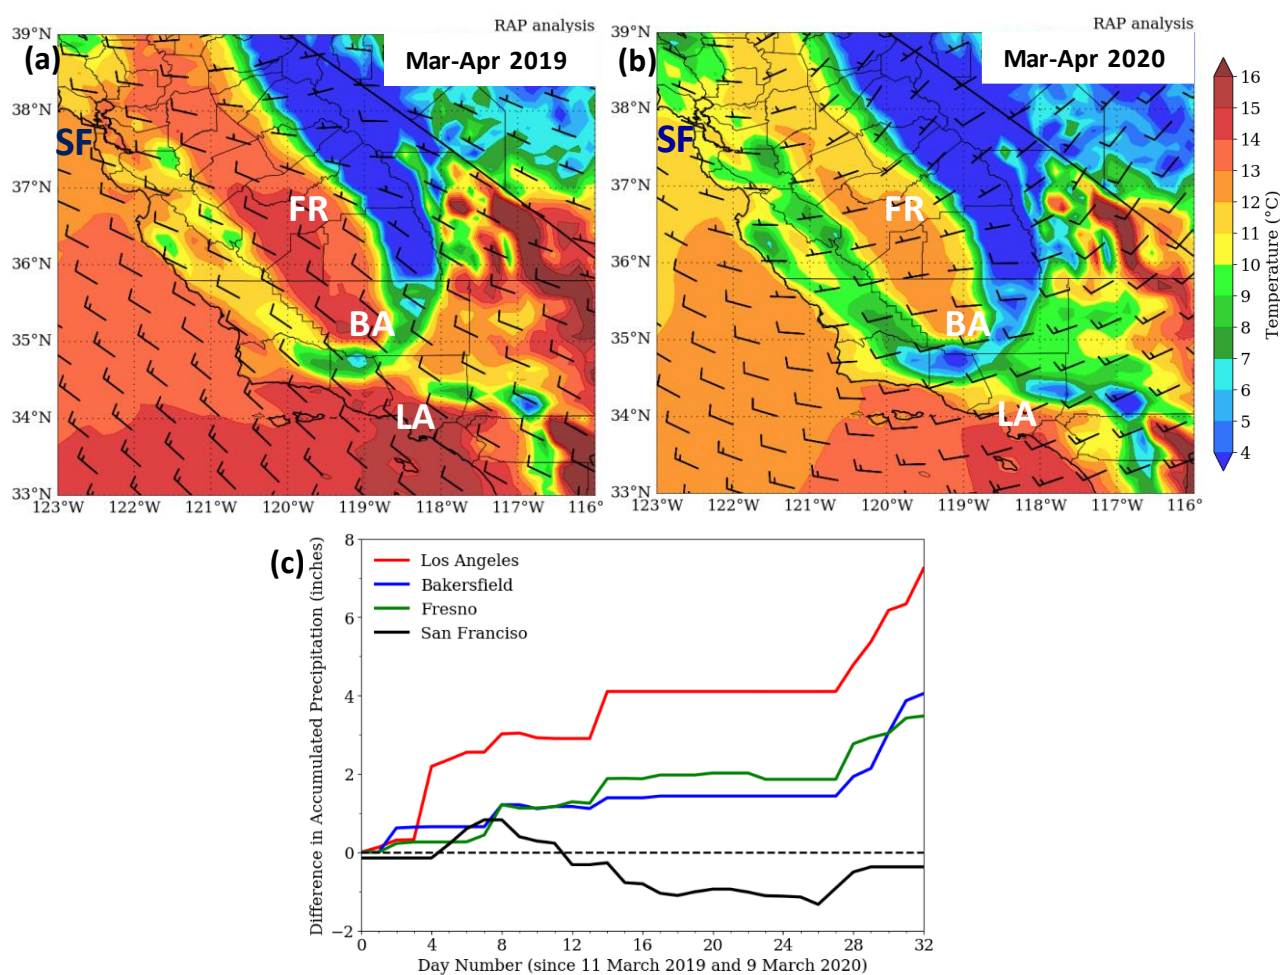 RAP analysis
(a)
Mar-Apr 2019
39°N
38°N
37°N
36°N
35°N
34°N
33°N
SF
FR
BA
LA
123°W 122°W 121°W 120°W 119°W 118°W 117°W 116°
RAP analysis
(b)
Mar-Apr 2020
39°N
38°N
37°N
36°N
35°N
34°N
33°N
SF
FR
BA
LA
123°W 122°W 121°W 120°W 119°W 118°W 117°W 116°
16
15
14
13
12
11
10
9
8
7
6
5
4
Temperature (°C)
(c)
Difference in Accumulated Precipitation (inches)
8
6
4
2
0
−2
Los Angeles
Bakersfield
Fresno
San Franciso
0 4 8 12 16 20 24 28 32
Day Number (since 11 March 2019 and 9 March 2020)